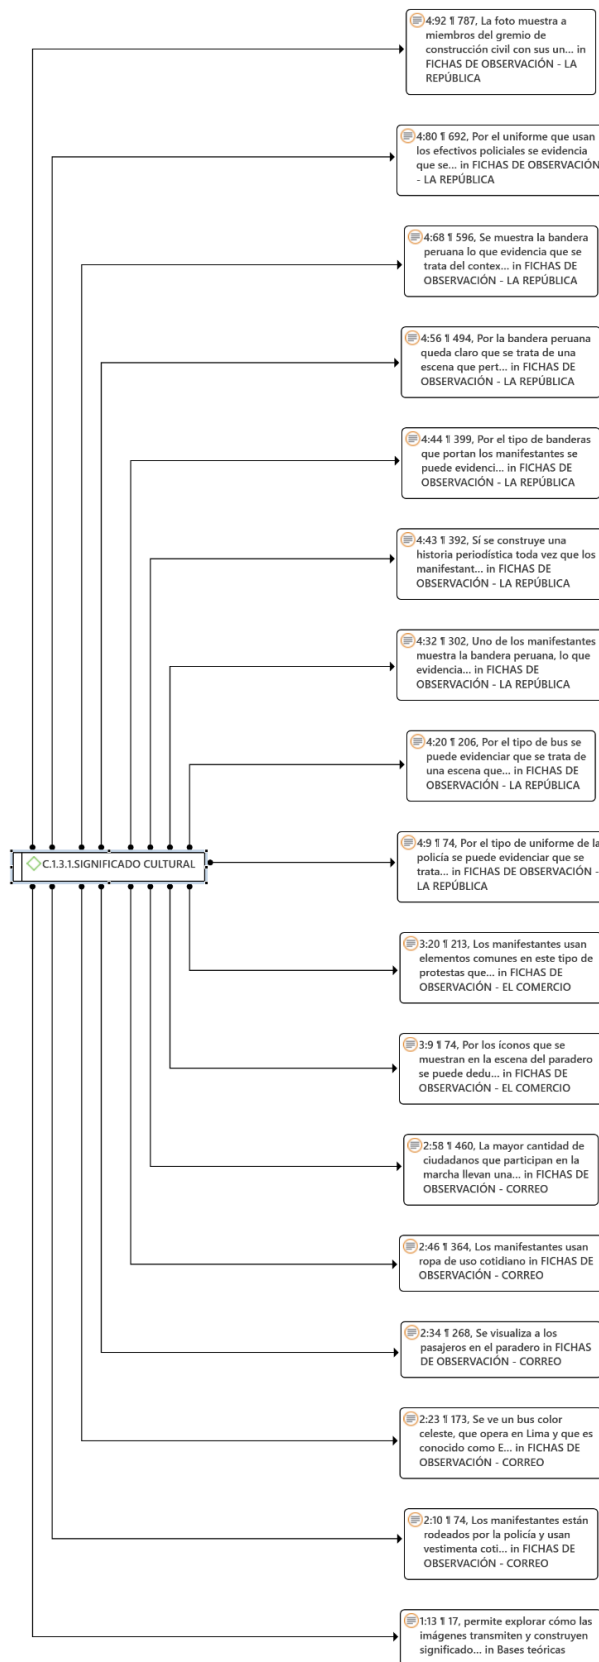 4:92 ¶ 787, La foto muestra a
miembros del gremio de
construcción civil con sus un... in
FICHAS DE OBSERVACIÓN - LA
REPÚBLICA
4:80 ¶ 692, Por el uniforme que usan
los efectivos policiales se evidencia
que se... in FICHAS DE OBSERVACIÓN
- LA REPÚBLICA
4:68 ¶ 596, Se muestra la bandera
peruana lo que evidencia que se
trata del contex... in FICHAS DE
OBSERVACIÓN - LA REPÚBLICA
4:56 ¶ 494, Por la bandera peruana
queda claro que se trata de una
escena que pert... in FICHAS DE
OBSERVACIÓN - LA REPÚBLICA
4:44 ¶ 399, Por el tipo de banderas
que portan los manifestantes se
puede evidenci... in FICHAS DE
OBSERVACIÓN - LA REPÚBLICA
4:43 ¶ 392, Sí se construye una
historia periodística toda vez que los
manifestant... in FICHAS DE
OBSERVACIÓN - LA REPÚBLICA
4:32 ¶ 302, Uno de los manifestantes
muestra la bandera peruana, lo que
evidencia... in FICHAS DE
OBSERVACIÓN - LA REPÚBLICA
4:20 ¶ 206, Por el tipo de bus se
puede evidenciar que se trata de
una escena que... in FICHAS DE
OBSERVACIÓN - LA REPÚBLICA
C.1.3.1.SIGNIFICADO CULTURAL
4:9 ¶ 74, Por el tipo de uniforme de la
policía se puede evidenciar que se
trata... in FICHAS DE OBSERVACIÓN -
LA REPÚBLICA
3:20 ¶ 213, Los manifestantes usan
elementos comunes en este tipo de
protestas que... in FICHAS DE
OBSERVACIÓN - EL COMERCIO
3:9 ¶ 74, Por los íconos que se
muestran en la escena del paradero
se puede dedu... in FICHAS DE
OBSERVACIÓN - EL COMERCIO
2:58 ¶ 460, La mayor cantidad de
ciudadanos que participan en la
marcha llevan una... in FICHAS DE
OBSERVACIÓN - CORREO
2:46 ¶ 364, Los manifestantes usan
ropa de uso cotidiano in FICHAS DE
OBSERVACIÓN - CORREO
2:34 ¶ 268, Se visualiza a los
pasajeros en el paradero in FICHAS
DE OBSERVACIÓN - CORREO
2:23 ¶ 173, Se ve un bus color
celeste, que opera en Lima y que es
conocido como E... in FICHAS DE
OBSERVACIÓN - CORREO
2:10 ¶ 74, Los manifestantes están
rodeados por la policía y usan
vestimenta coti... in FICHAS DE
OBSERVACIÓN - CORREO
1:13 ¶ 17, permite explorar cómo las
imágenes transmiten y construyen
significado... in Bases teóricas